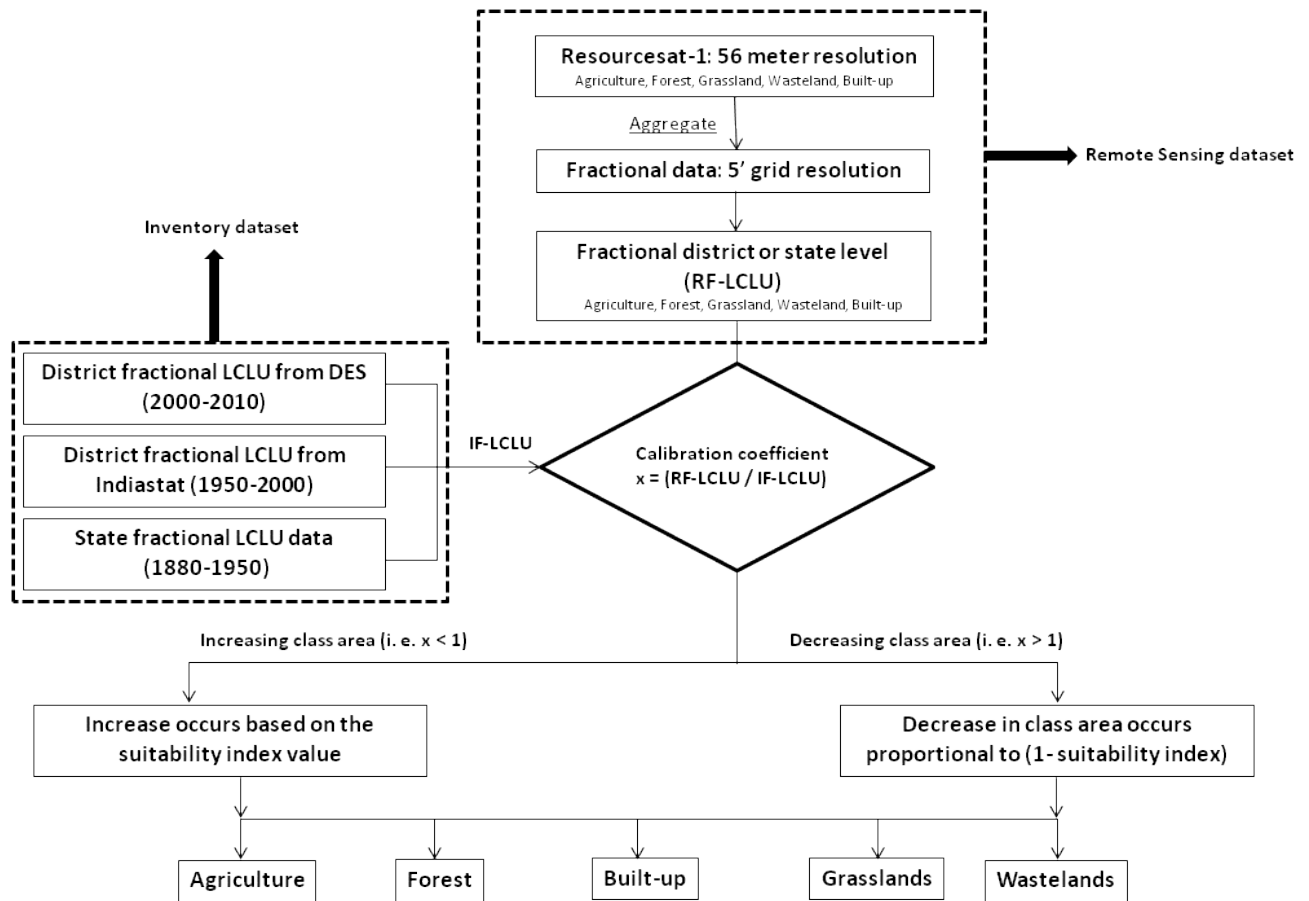 Resourcesat-1: 56 meter resolution
Agriculture, Forest, Grassland, Wasteland, Built-up
Aggregate
Fractional data: 5’ grid resolution
Remote Sensing dataset
Fractional district or state level
(RF-LCLU)
Agriculture, Forest, Grassland, Wasteland, Built-up
Inventory dataset
District fractional LCLU from DES
(2000-2010)
District fractional LCLU from
Indiastat (1950-2000)
State fractional LCLU data
(1880-1950)
IF-LCLU
Calibration coefficient
x = (RF-LCLU / IF-LCLU)
Increasing class area (i. e. x < 1)
Decreasing class area (i. e. x > 1)
Increase occurs based on the
suitability index value
Decrease in class area occurs
proportional to (1- suitability index)
Agriculture
Forest
Built-up
Grasslands
Wastelands